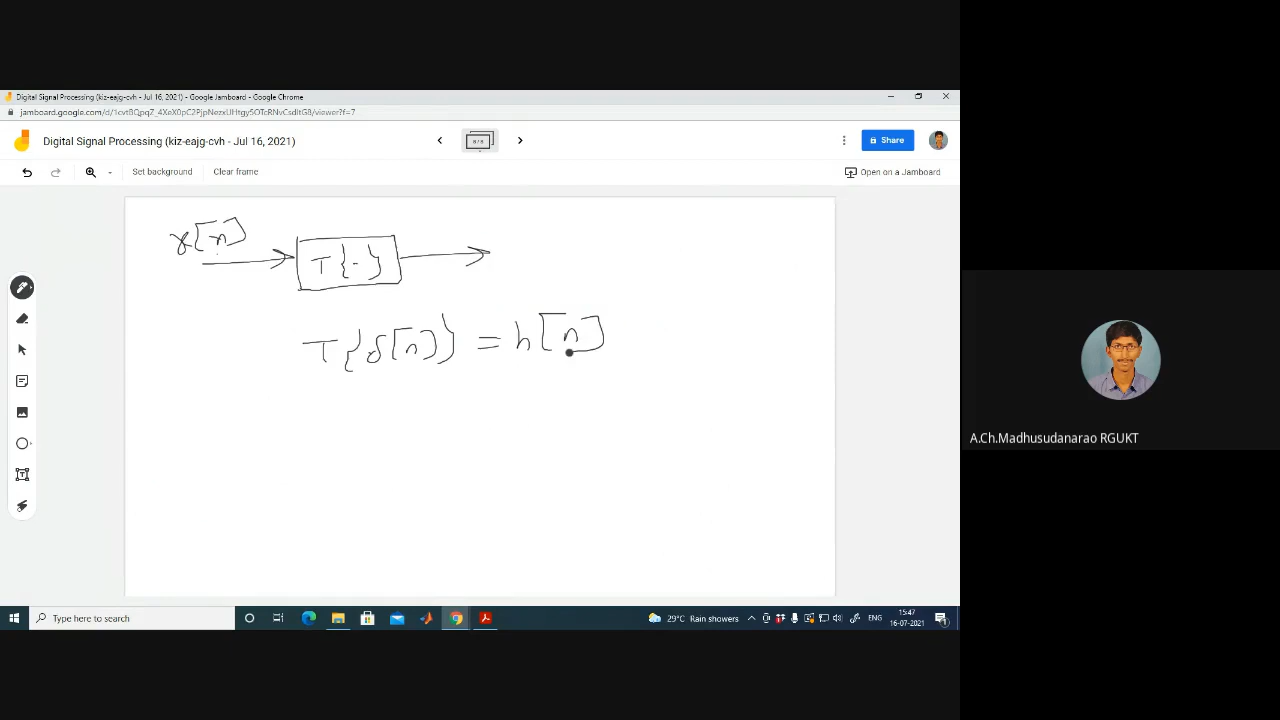 Digital Signal Processing (kiz-eajg-cvh - Jul 16, 2021) - Google Jamboard - Google Chrome
Digital Signal Processing (kiz-eajg-cvh - Jul 16, 2021)
8 / 8
Share
Set background
Clear frame
Open on a Jamboard
x[n]
T{·}
T{δ[n]} = h[n]
A.Ch.Madhusudanarao RGUKT
Type here to search
29°C Rain showers
ENG
15:47
16-07-2021